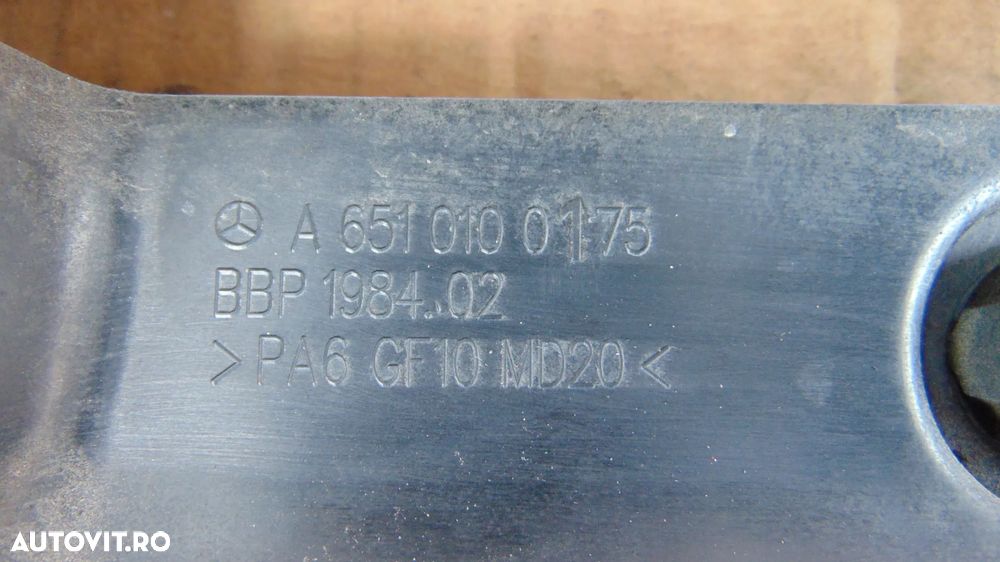 A 651 010 01 75
BBP 1984.02
>PA6 GF10 MD20<
AUTOVIT.RO